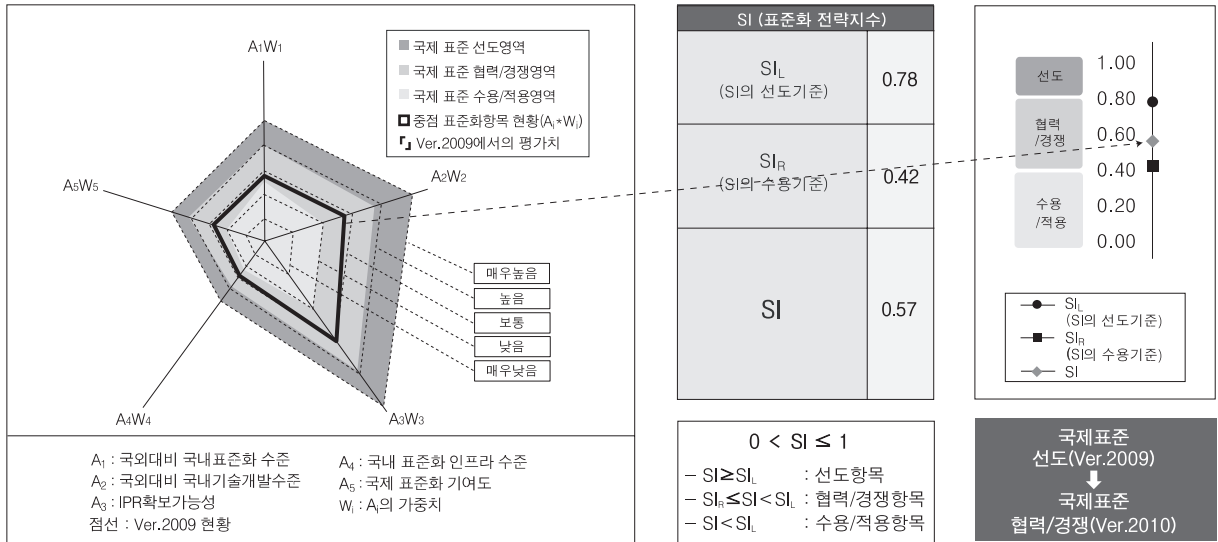 A₁W₁
A₂W₂
A₃W₃
A₄W₄
A₅W₅
국제 표준 선도영역
국제 표준 협력/경쟁영역
국제 표준 수용/적용영역
중점 표준화항목 현황(Aᵢ*Wᵢ)
「」 Ver.2009에서의 평가치
매우높음
높음
보통
낮음
매우낮음
A₁ : 국외대비 국내표준화 수준
A₂ : 국외대비 국내기술개발수준
A₃ : IPR확보가능성
점선 : Ver.2009 현황
A₄ : 국내 표준화 인프라 수준
A₅ : 국제 표준화 기여도
Wᵢ : Aᵢ의 가중치
SI (표준화 전략지수)
SI_L
(SI의 선도기준)
0.78
SI_R
(SI의 수용기준)
0.42
SI
0.57
0 < SI ≤ 1
– SI≥SI_L : 선도항목
– SI_R≤SI<SI_L : 협력/경쟁항목
– SI<SI_L : 수용/적용항목
선도
협력
/경쟁
수용
/적용
1.00
0.80
0.60
0.40
0.20
0.00
SI_L
(SI의 선도기준)
SI_R
(SI의 수용기준)
SI
국제표준
선도(Ver.2009)
국제표준
협력/경쟁(Ver.2010)